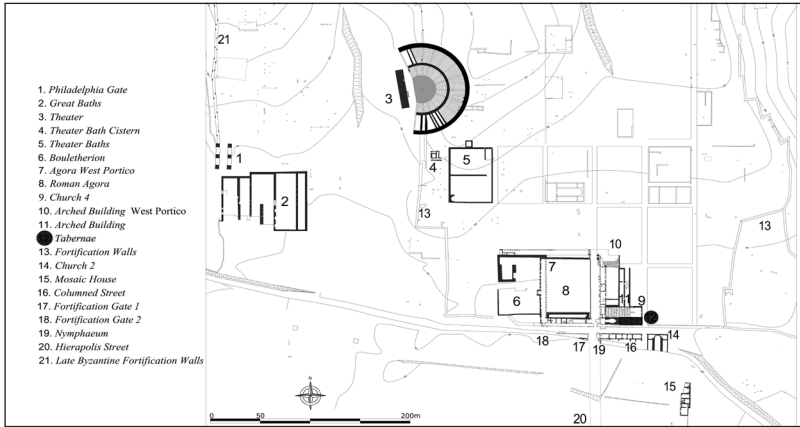 1. Philadelphia Gate
2. Great Baths
3. Theater
4. Theater Bath Cistern
5. Theater Baths
6. Bouletherion
7. Agora West Portico
8. Roman Agora
9. Church 4
10. Arched Building West Portico
11. Arched Building
Tabernae
13. Fortification Walls
14. Church 2
15. Mosaic House
16. Columned Street
17. Fortification Gate 1
18. Fortification Gate 2
19. Nymphaeum
20. Hierapolis Street
21. Late Byzantine Fortification Walls
21
3
1
4
5
2
13
13
10
7
6
8
11
9
14
18
17
19
16
15
20
N
0 50 200m